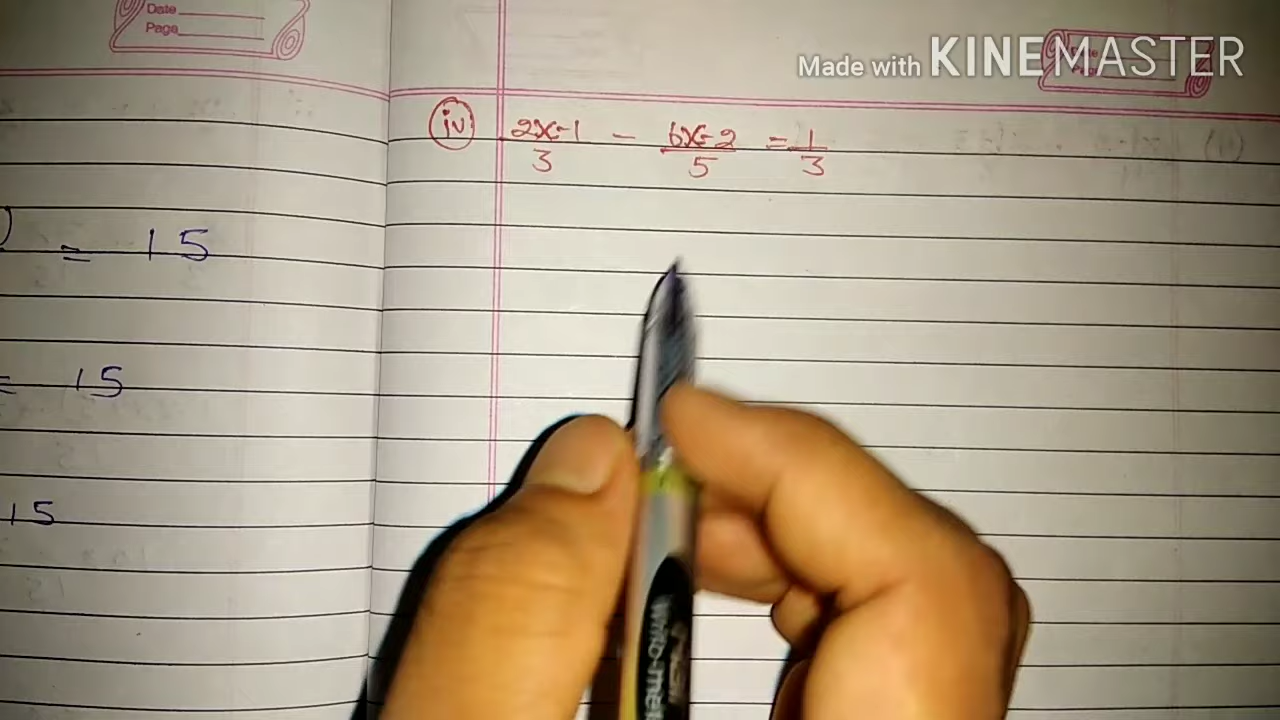 Date
Page
Made with KINEMASTER
iv 2x-1/3 - 6x-2/5 = 1/3
= 15
= 15
15